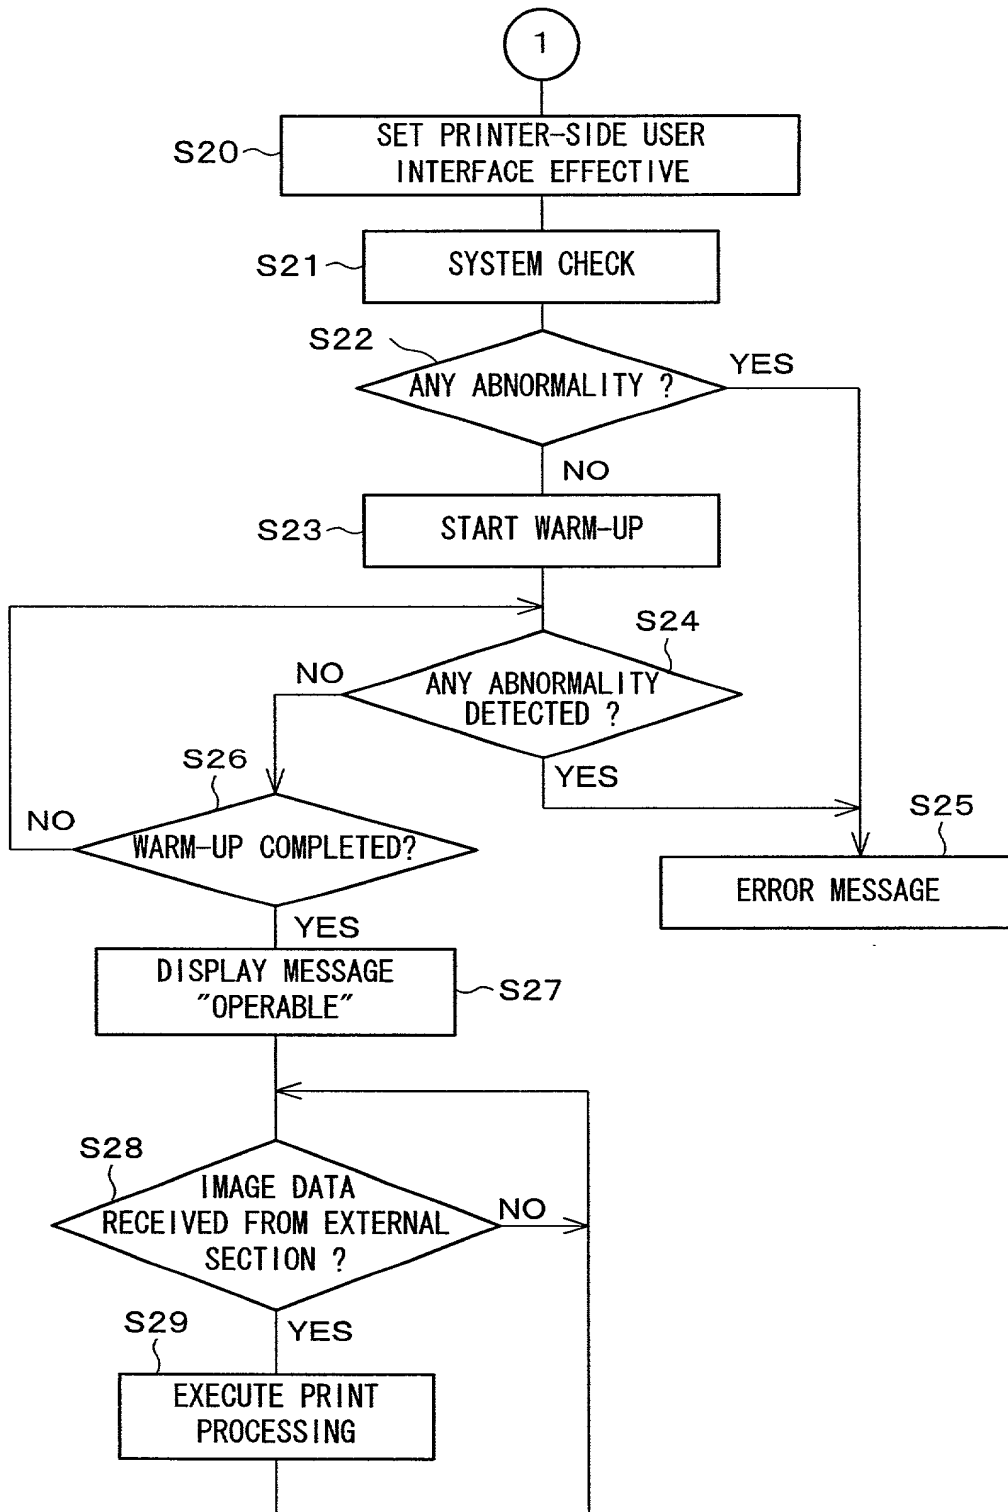 1
SET PRINTER-SIDE USER
INTERFACE EFFECTIVE
S20
SYSTEM CHECK
S21
S22
ANY ABNORMALITY ?
YES
NO
START WARM-UP
S23
S24
ANY ABNORMALITY
DETECTED ?
NO
YES
S26
WARM-UP COMPLETED?
NO
YES
S25
ERROR MESSAGE
DISPLAY MESSAGE
"OPERABLE"
S27
S28
IMAGE DATA
RECEIVED FROM EXTERNAL
SECTION ?
NO
YES
S29
EXECUTE PRINT
PROCESSING